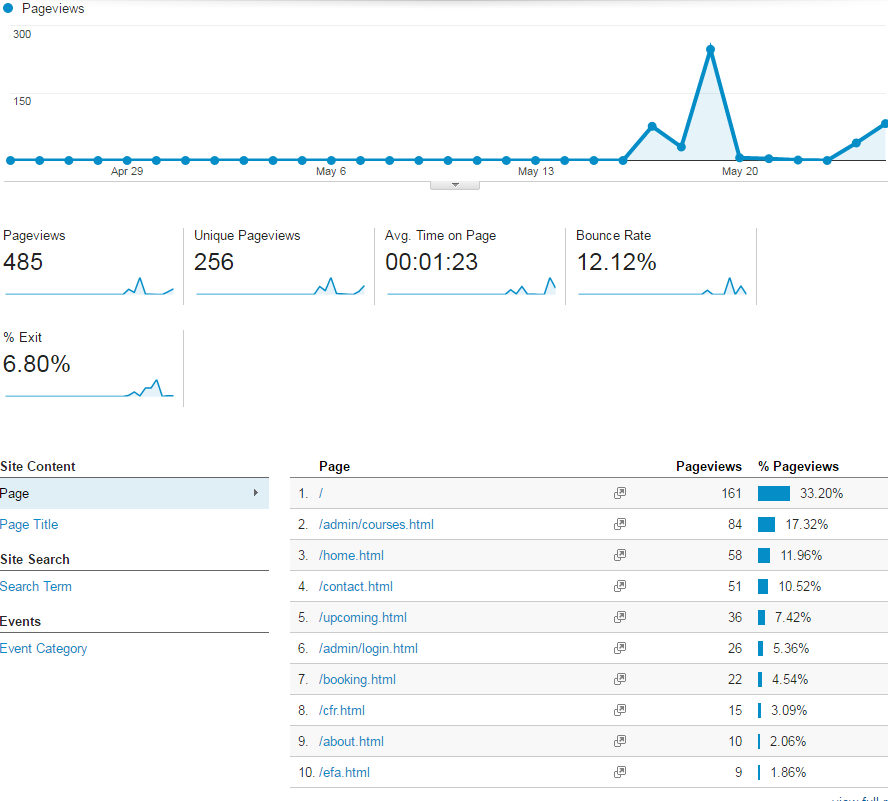 Pageviews
300
150
Apr 29 May 6 May 13 May 20
Pageviews Unique Pageviews Avg. Time on Page Bounce Rate
485 256 00:01:23 12.12%
% Exit
6.80%
Site Content
Page
Page Title
Site Search
Search Term
Events
Event Category
Page Pageviews % Pageviews
1. / 161 33.20%
2. /admin/courses.html 84 17.32%
3. /home.html 58 11.96%
4. /contact.html 51 10.52%
5. /upcoming.html 36 7.42%
6. /admin/login.html 26 5.36%
7. /booking.html 22 4.54%
8. /cfr.html 15 3.09%
9. /about.html 10 2.06%
10. /efa.html 9 1.86%
view full